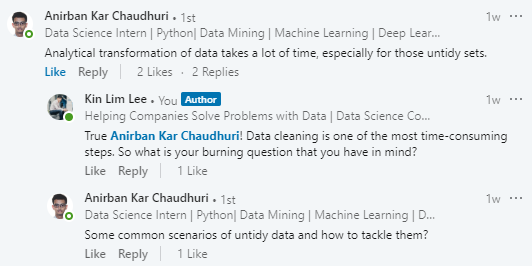 Anirban Kar Chaudhuri • 1st
1w ...
Data Science Intern | Python| Data Mining | Machine Learning | Deep Lear...
Analytical transformation of data takes a lot of time, especially for those untidy sets.
Like Reply | 2 Likes · 2 Replies
Kin Lim Lee • You Author
1w ...
Helping Companies Solve Problems with Data | Data Science Co...
True Anirban Kar Chaudhuri! Data cleaning is one of the most time-consuming
steps. So what is your burning question that you have in mind?
Like Reply | 1 Like
Anirban Kar Chaudhuri • 1st
1w ...
Data Science Intern | Python| Data Mining | Machine Learning | D...
Some common scenarios of untidy data and how to tackle them?
Like Reply | 1 Like